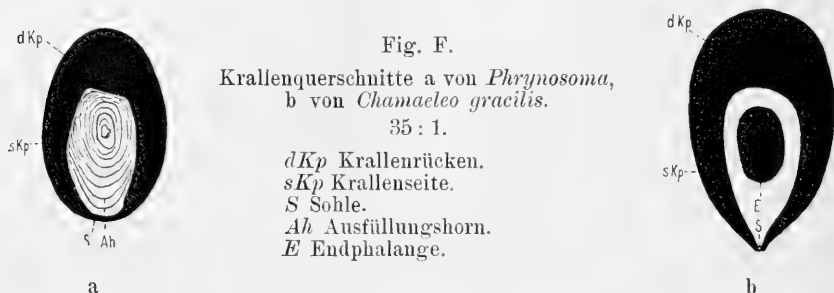 Fig. F.
Krallenquerschnitte a von Phrynosoma,
b von Chamaeleo gracilis.
35 : 1.
dKp Krallenrücken.
sKp Krallenseite.
S Sohle.
Ah Ausfüllungshorn.
E Endphalange.
dKp
sKp
S Ah
a
dKp
sKp
E
S
b